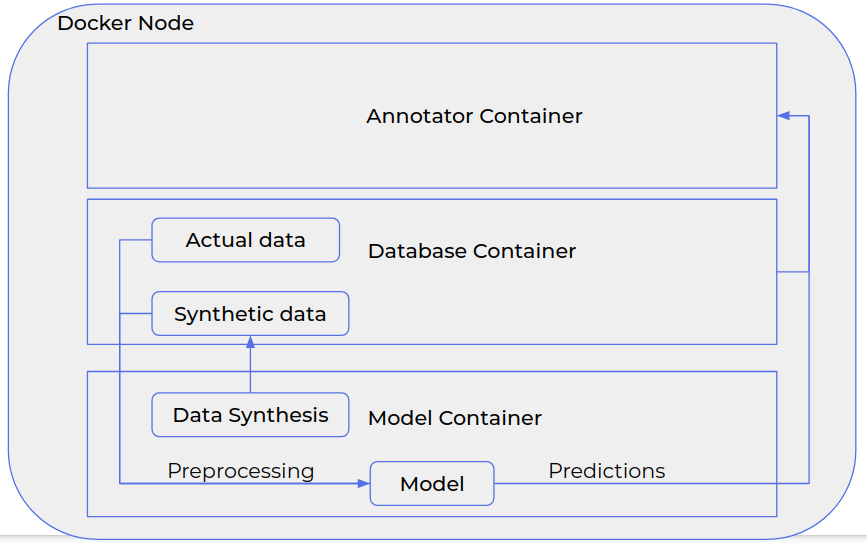 Docker Node
Annotator Container
Actual data
Database Container
Synthetic data
Data Synthesis
Model Container
Preprocessing
Model
Predictions